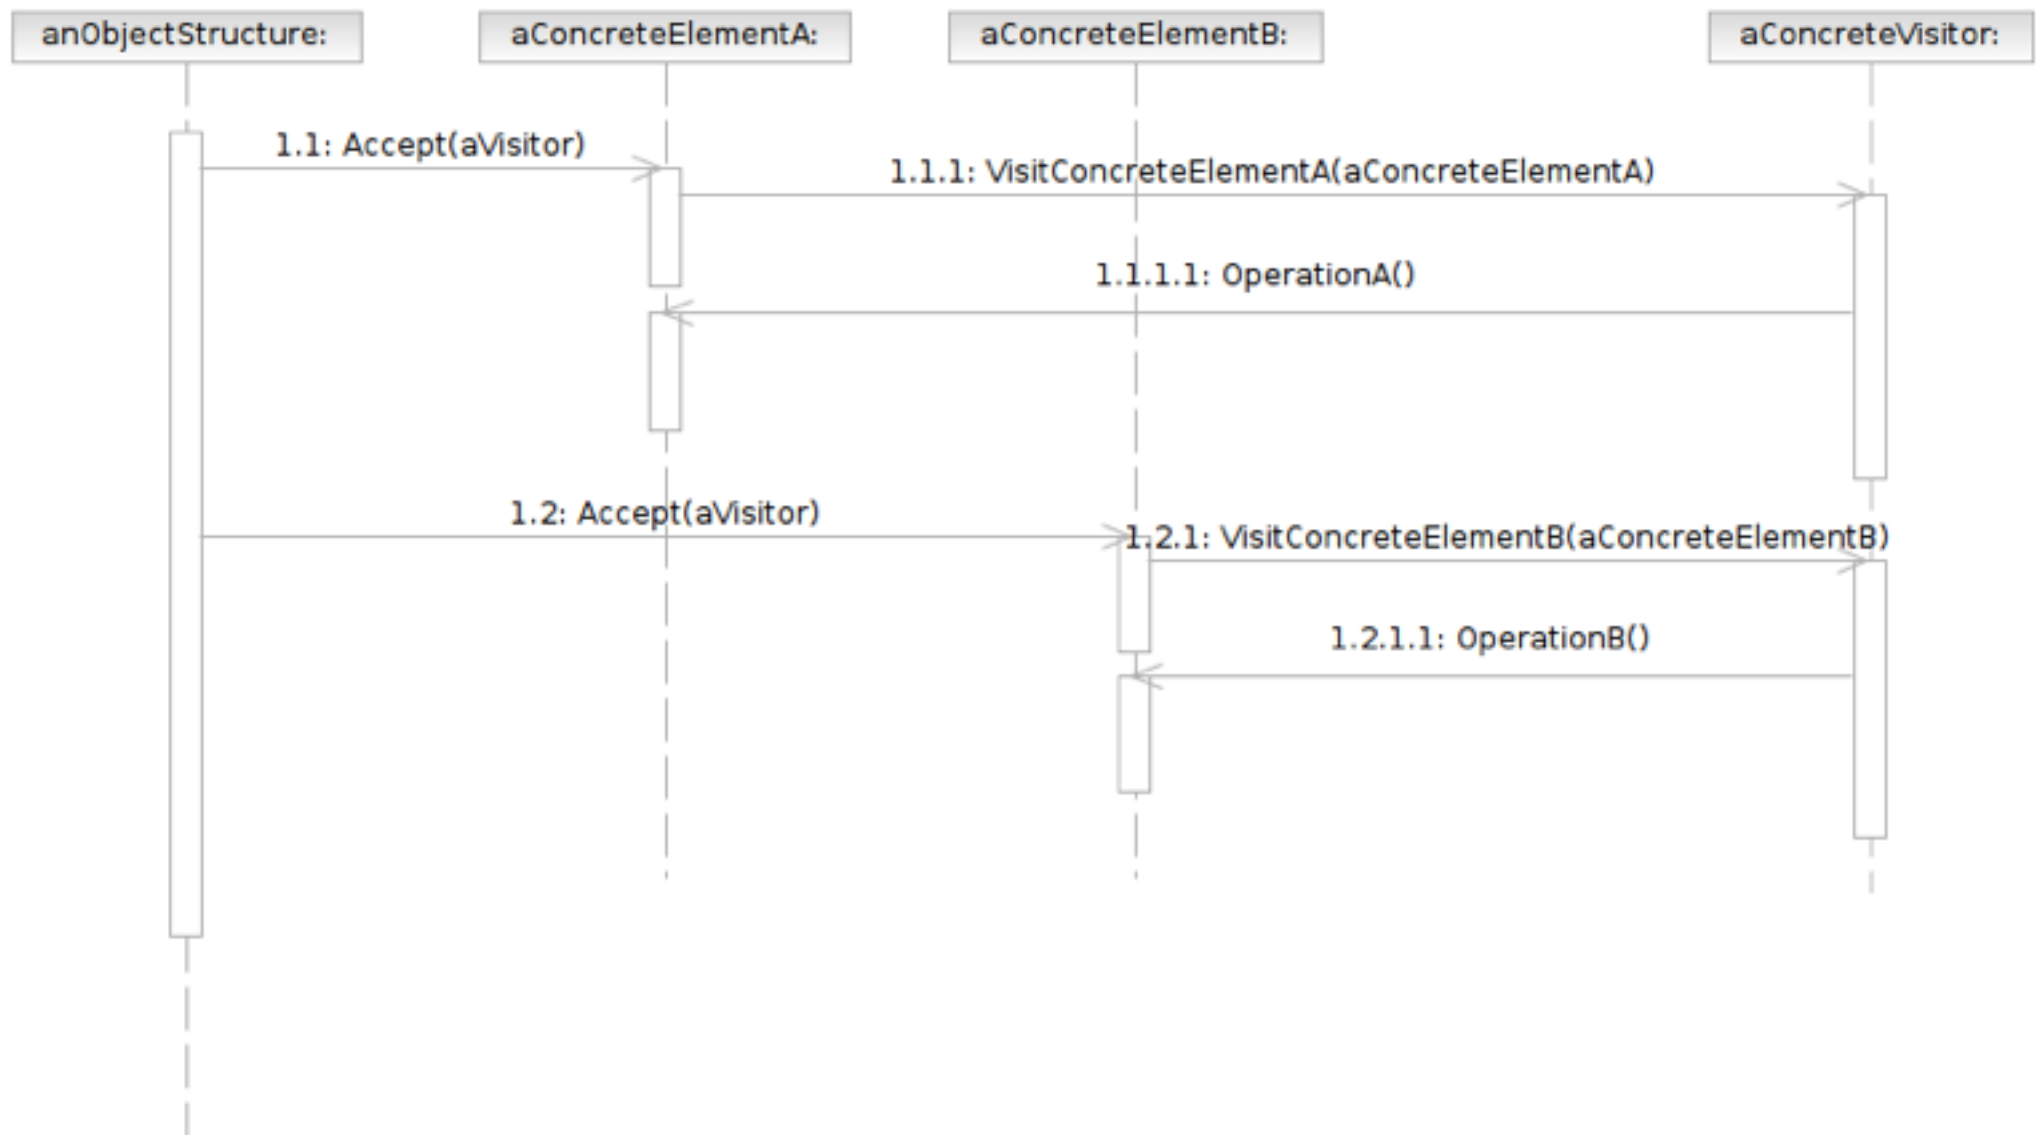 anObjectStructure:
aConcreteElementA:
aConcreteElementB:
aConcreteVisitor:
1.1: Accept(aVisitor)
1.1.1: VisitConcreteElementA(aConcreteElementA)
1.1.1.1: OperationA()
1.2: Accept(aVisitor)
1.2.1: VisitConcreteElementB(aConcreteElementB)
1.2.1.1: OperationB()